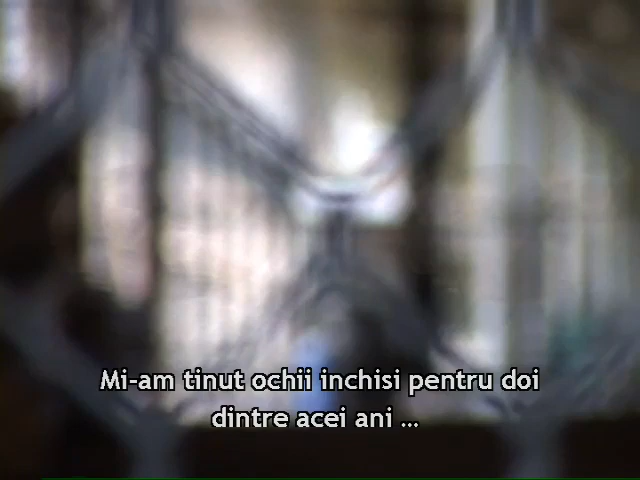 Mi-am tinut ochii inchisi pentru doi
dintre acei ani ...